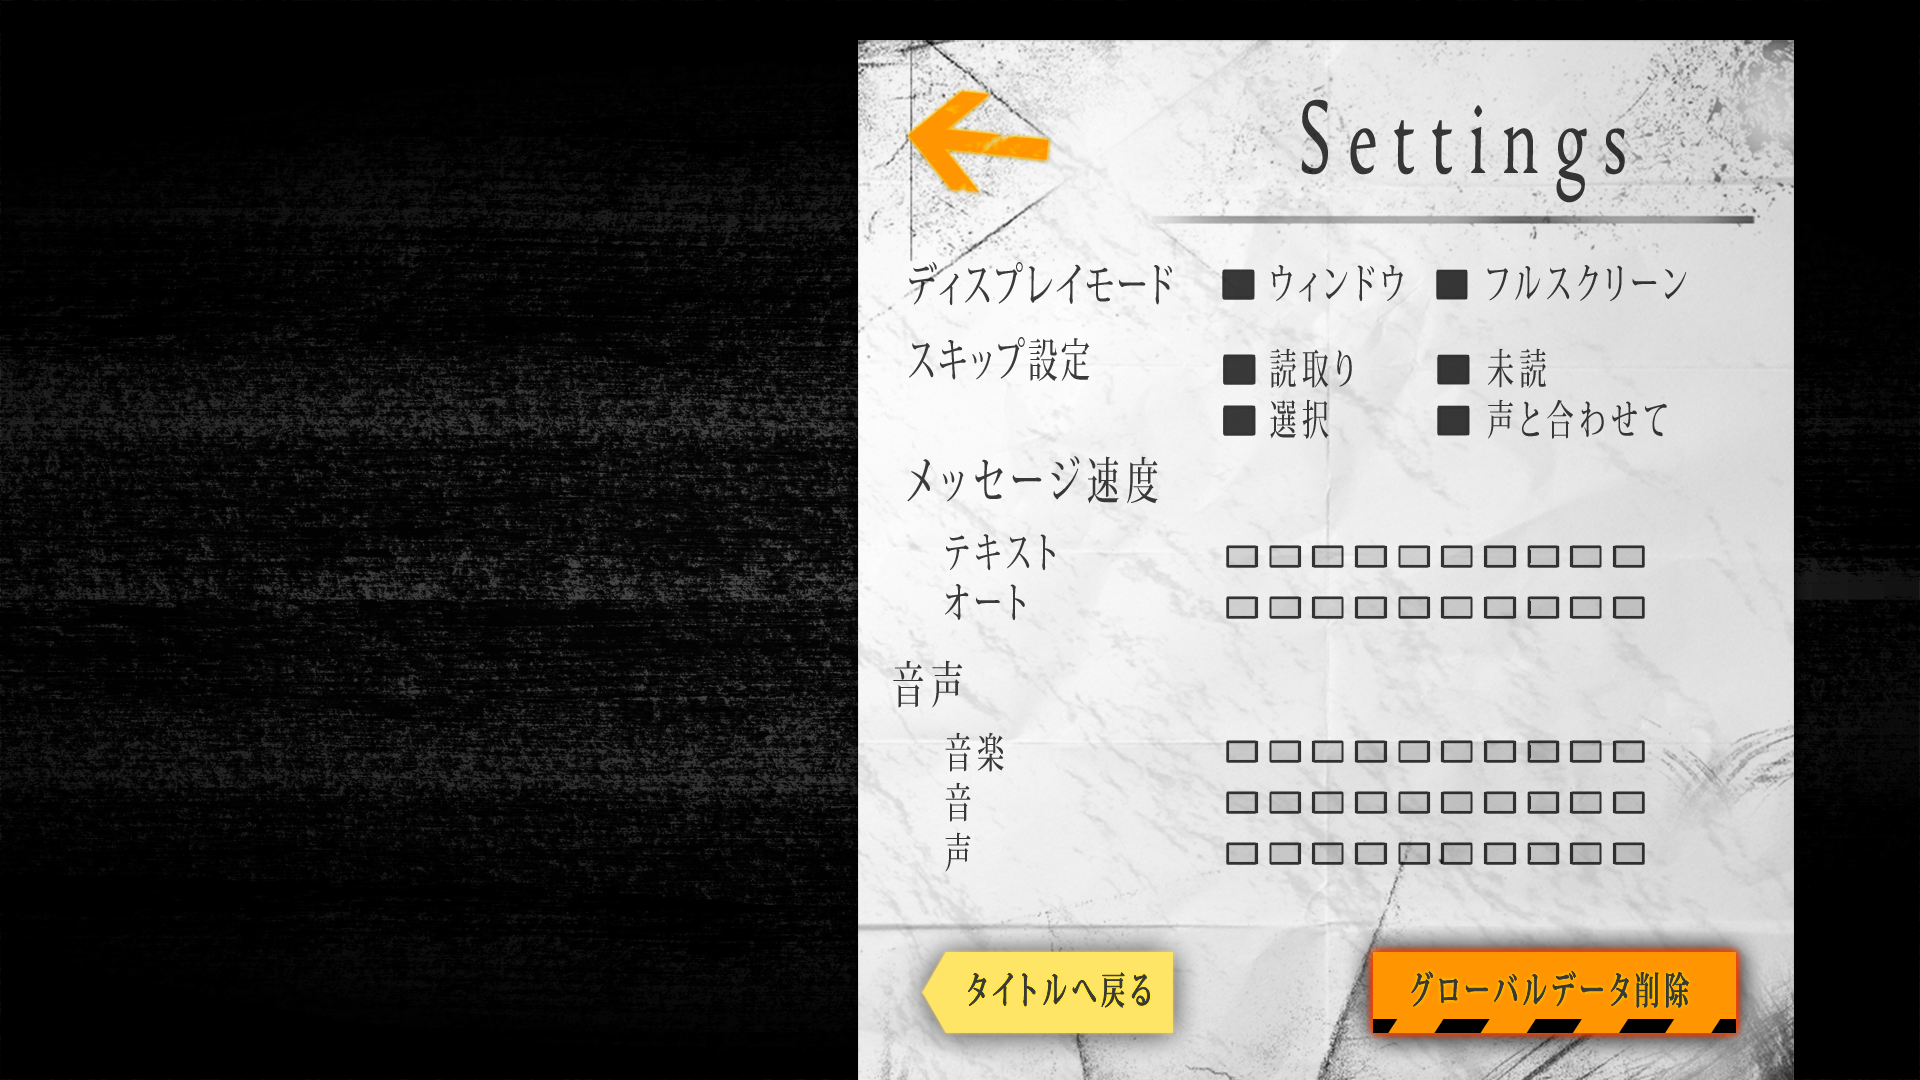 Settings
ディスプレイモード ウィンドウ フルスクリーン
スキップ設定 読取り 未読
選択 声と合わせて
メッセージ速度
テキスト
オート
音声
音楽
音
声
タイトルへ戻る グローバルデータ削除